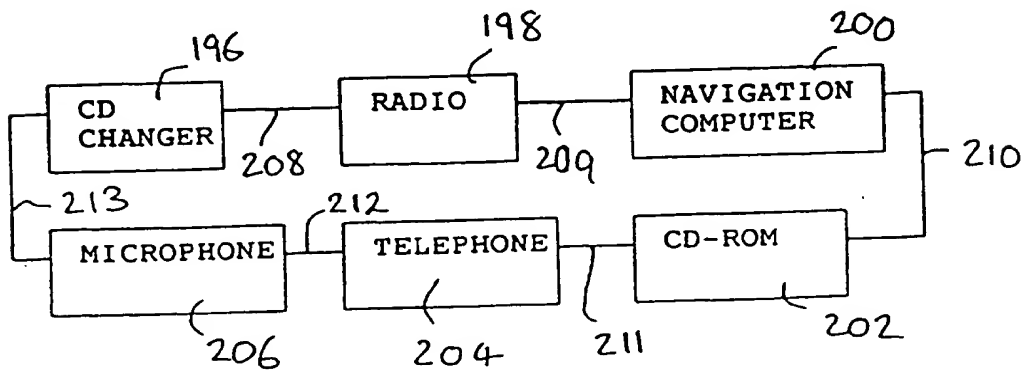 196
198
200
CD
CHANGER
RADIO
NAVIGATION
COMPUTER
208
209
210
213
212
MICROPHONE
TELEPHONE
CD-ROM
206
204
211
202